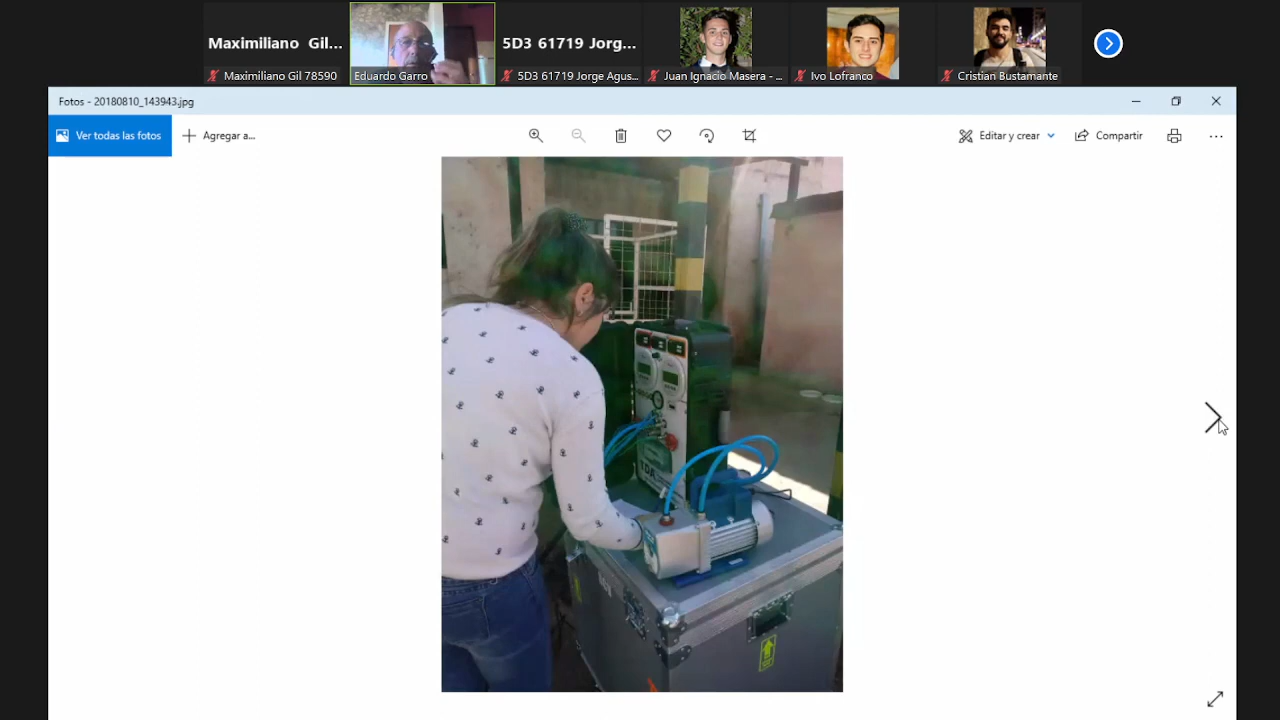 Maximiliano Gil...
5D3 61719 Jorg...
Maximiliano Gil 78590
Eduardo Garro
5D3 61719 Jorge Agus...
Juan Ignacio Masera - ...
Ivo Lofranco
Cristian Bustamante
Fotos - 20180810_143943.jpg
Ver todas las fotos
Agregar a...
Editar y crear
Compartir
TDA